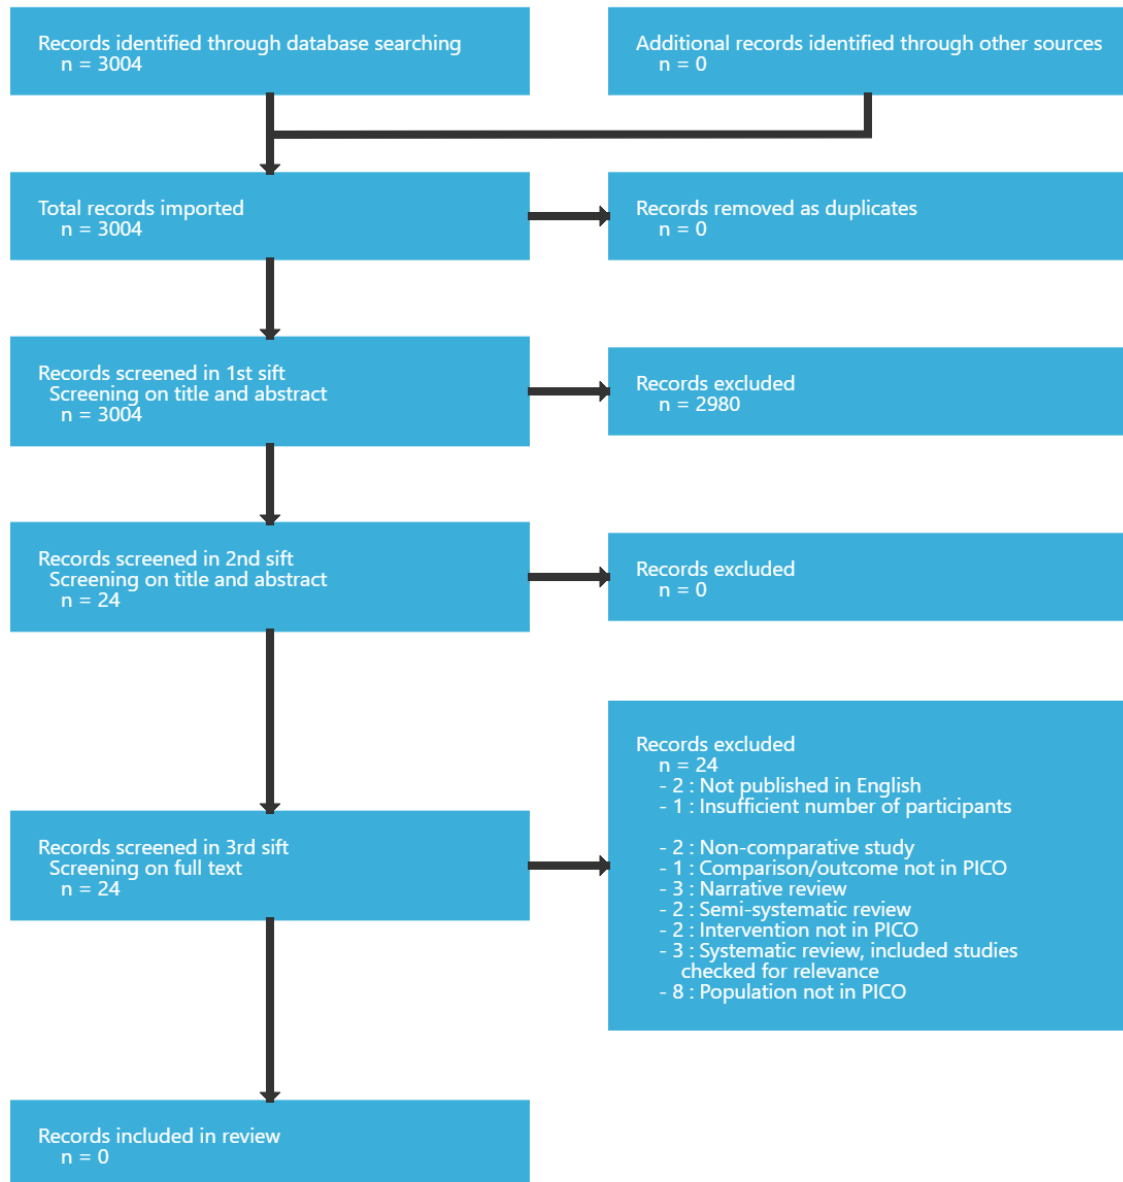 Records identified through database searching
n = 3004
Additional records identified through other sources
n = 0
Total records imported
n = 3004
Records removed as duplicates
n = 0
Records screened in 1st sift
Screening on title and abstract
n = 3004
Records excluded
n = 2980
Records screened in 2nd sift
Screening on title and abstract
n = 24
Records excluded
n = 0
Records screened in 3rd sift
Screening on full text
n = 24
Records excluded
n = 24
- 2 : Not published in English
- 1 : Insufficient number of participants
- 2 : Non-comparative study
- 1 : Comparison/outcome not in PICO
- 3 : Narrative review
- 2 : Semi-systematic review
- 2 : Intervention not in PICO
- 3 : Systematic review, included studies
checked for relevance
- 8 : Population not in PICO
Records included in review
n = 0